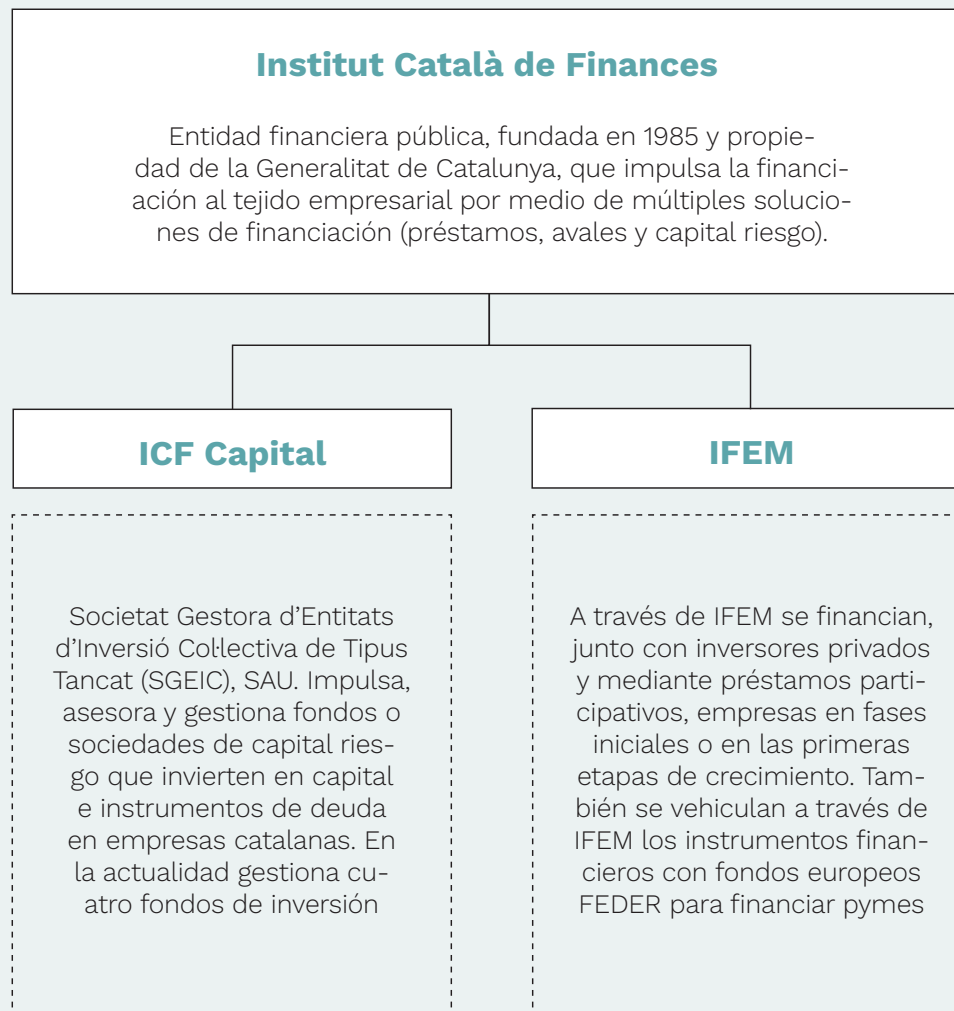 Institut Català de Finances
Entidad financiera pública, fundada en 1985 y propie-
dad de la Generalitat de Catalunya, que impulsa la financi-
ación al tejido empresarial por medio de múltiples solucio-
nes de financiación (préstamos, avales y capital riesgo).
ICF Capital
Societat Gestora d’Entitats
d’Inversió Col·lectiva de Tipus
Tancat (SGEIC), SAU. Impulsa,
asesora y gestiona fondos o
sociedades de capital ries-
go que invierten en capital
e instrumentos de deuda
en empresas catalanas. En
la actualidad gestiona cu-
atro fondos de inversión
IFEM
A través de IFEM se financian,
junto con inversores privados
y mediante préstamos parti-
cipativos, empresas en fases
iniciales o en las primeras
etapas de crecimiento. Tam-
bién se vehiculan a través de
IFEM los instrumentos finan-
cieros con fondos europeos
FEDER para financiar pymes